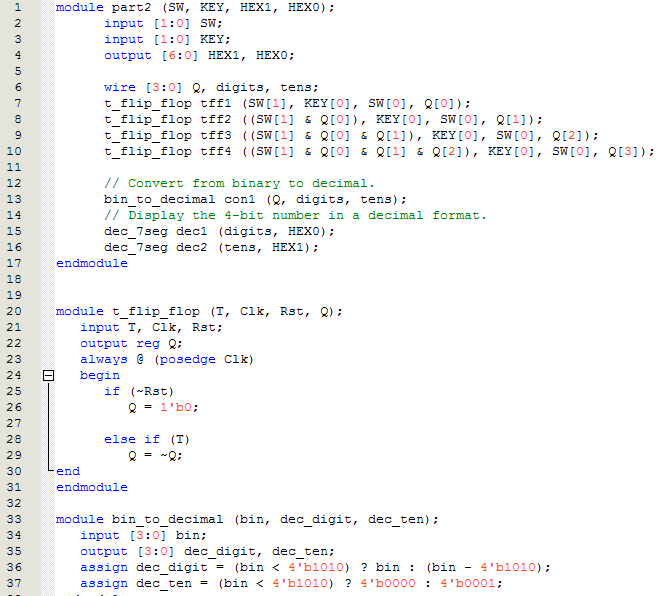 1 module part2 (SW, KEY, HEX1, HEX0);
2 input [1:0] SW;
3 input [1:0] KEY;
4 output [6:0] HEX1, HEX0;
5
6 wire [3:0] Q, digits, tens;
7 t_flip_flop tff1 (SW[1], KEY[0], SW[0], Q[0]);
8 t_flip_flop tff2 ((SW[1] & Q[0]), KEY[0], SW[0], Q[1]);
9 t_flip_flop tff3 ((SW[1] & Q[0] & Q[1]), KEY[0], SW[0], Q[2]);
10 t_flip_flop tff4 ((SW[1] & Q[0] & Q[1] & Q[2]), KEY[0], SW[0], Q[3]);
11
12 // Convert from binary to decimal.
13 bin_to_decimal con1 (Q, digits, tens);
14 // Display the 4-bit number in a decimal format.
15 dec_7seg dec1 (digits, HEX0);
16 dec_7seg dec2 (tens, HEX1);
17 endmodule
18
19
20 module t_flip_flop (T, Clk, Rst, Q);
21 input T, Clk, Rst;
22 output reg Q;
23 always @ (posedge Clk)
24 begin
25 if (~Rst)
26 Q = 1'b0;
27
28 else if (T)
29 Q = ~Q;
30 end
31 endmodule
32
33 module bin_to_decimal (bin, dec_digit, dec_ten);
34 input [3:0] bin;
35 output [3:0] dec_digit, dec_ten;
36 assign dec_digit = (bin < 4'b1010) ? bin : (bin - 4'b1010);
37 assign dec_ten = (bin < 4'b1010) ? 4'b0000 : 4'b0001;